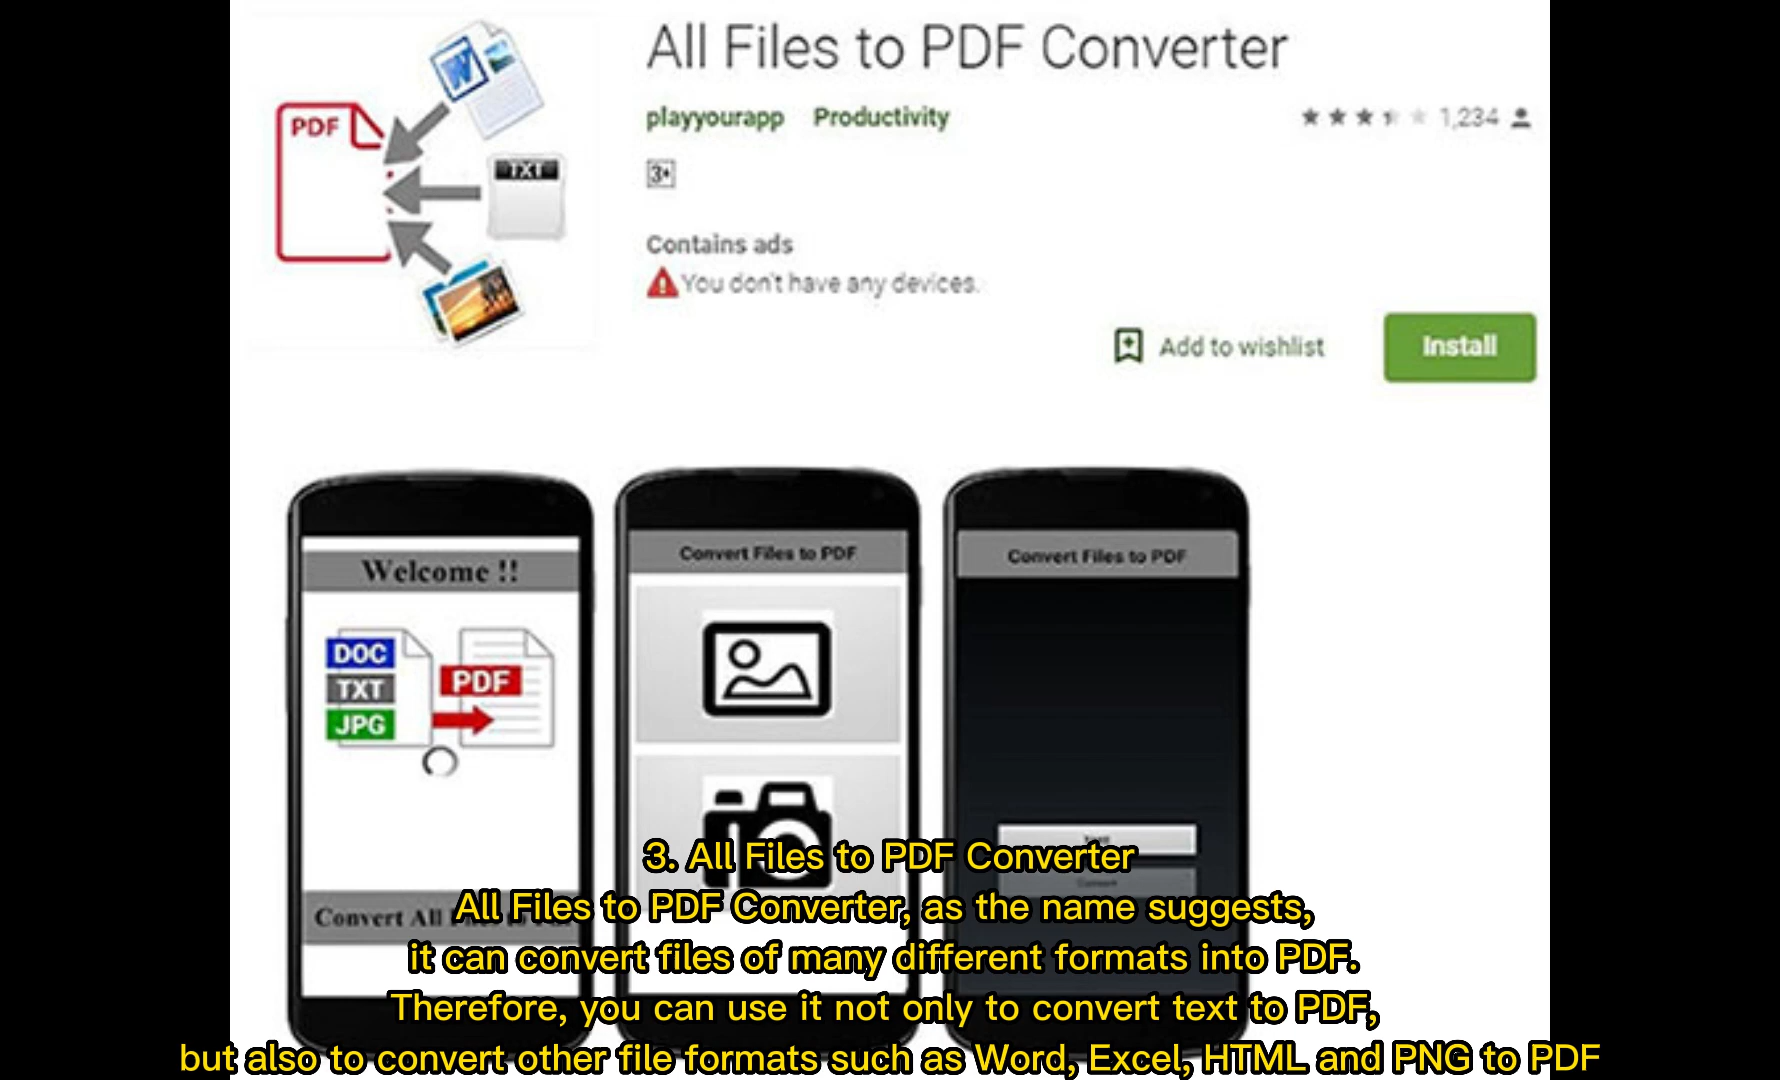 All Files to PDF Converter
playyourapp Productivity
1,234
3+
Contains ads
You don't have any devices.
Add to wishlist
Install
PDF
W
TXT
Welcome !!
DOC
TXT
JPG
PDF
Convert All
Convert Files to PDF
Convert Files to PDF
3. All Files to PDF Converter
All Files to PDF Converter, as the name suggests,
it can convert files of many different formats into PDF.
Therefore, you can use it not only to convert text to PDF,
but also to convert other file formats such as Word, Excel, HTML and PNG to PDF